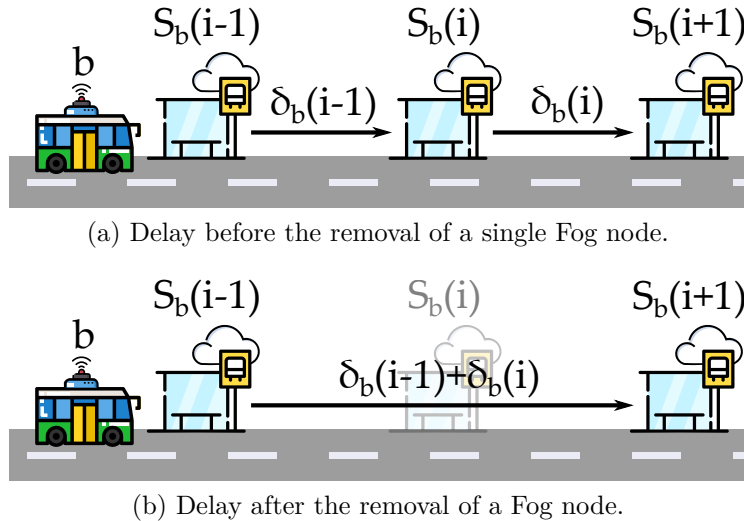 S_b(i-1) S_b(i) S_b(i+1)
b
δ_b(i-1) δ_b(i)
(a) Delay before the removal of a single Fog node.
S_b(i-1) S_b(i) S_b(i+1)
b
δ_b(i-1)+δ_b(i)
(b) Delay after the removal of a Fog node.